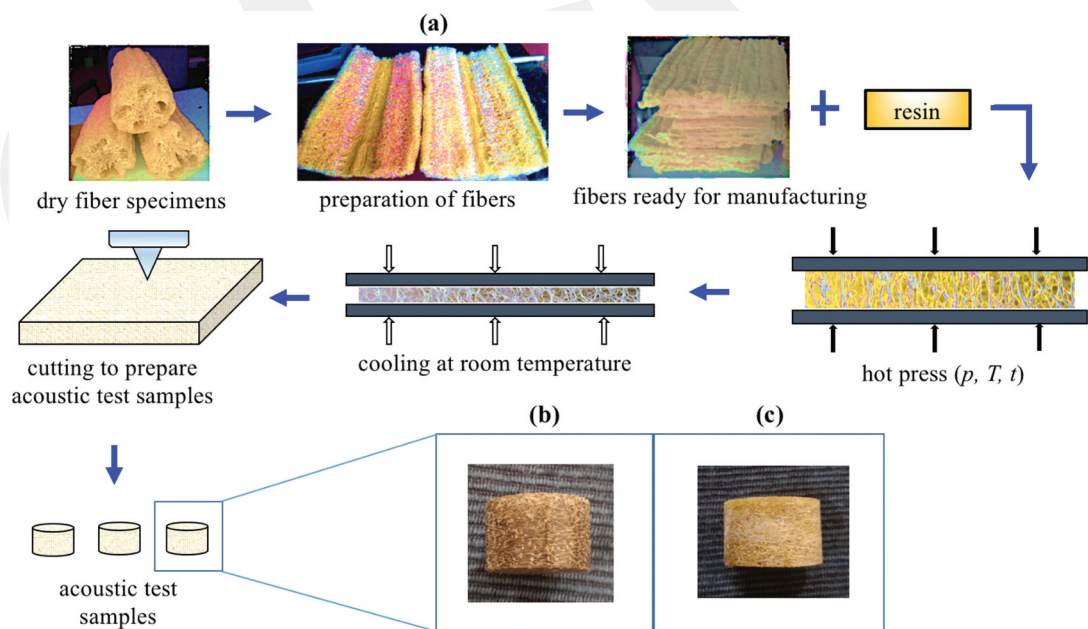 (a)
dry fiber specimens
preparation of fibers
fibers ready for manufacturing
+
resin
hot press (p, T, t)
cooling at room temperature
cutting to prepare
acoustic test samples
acoustic test
samples
(b)
(c)